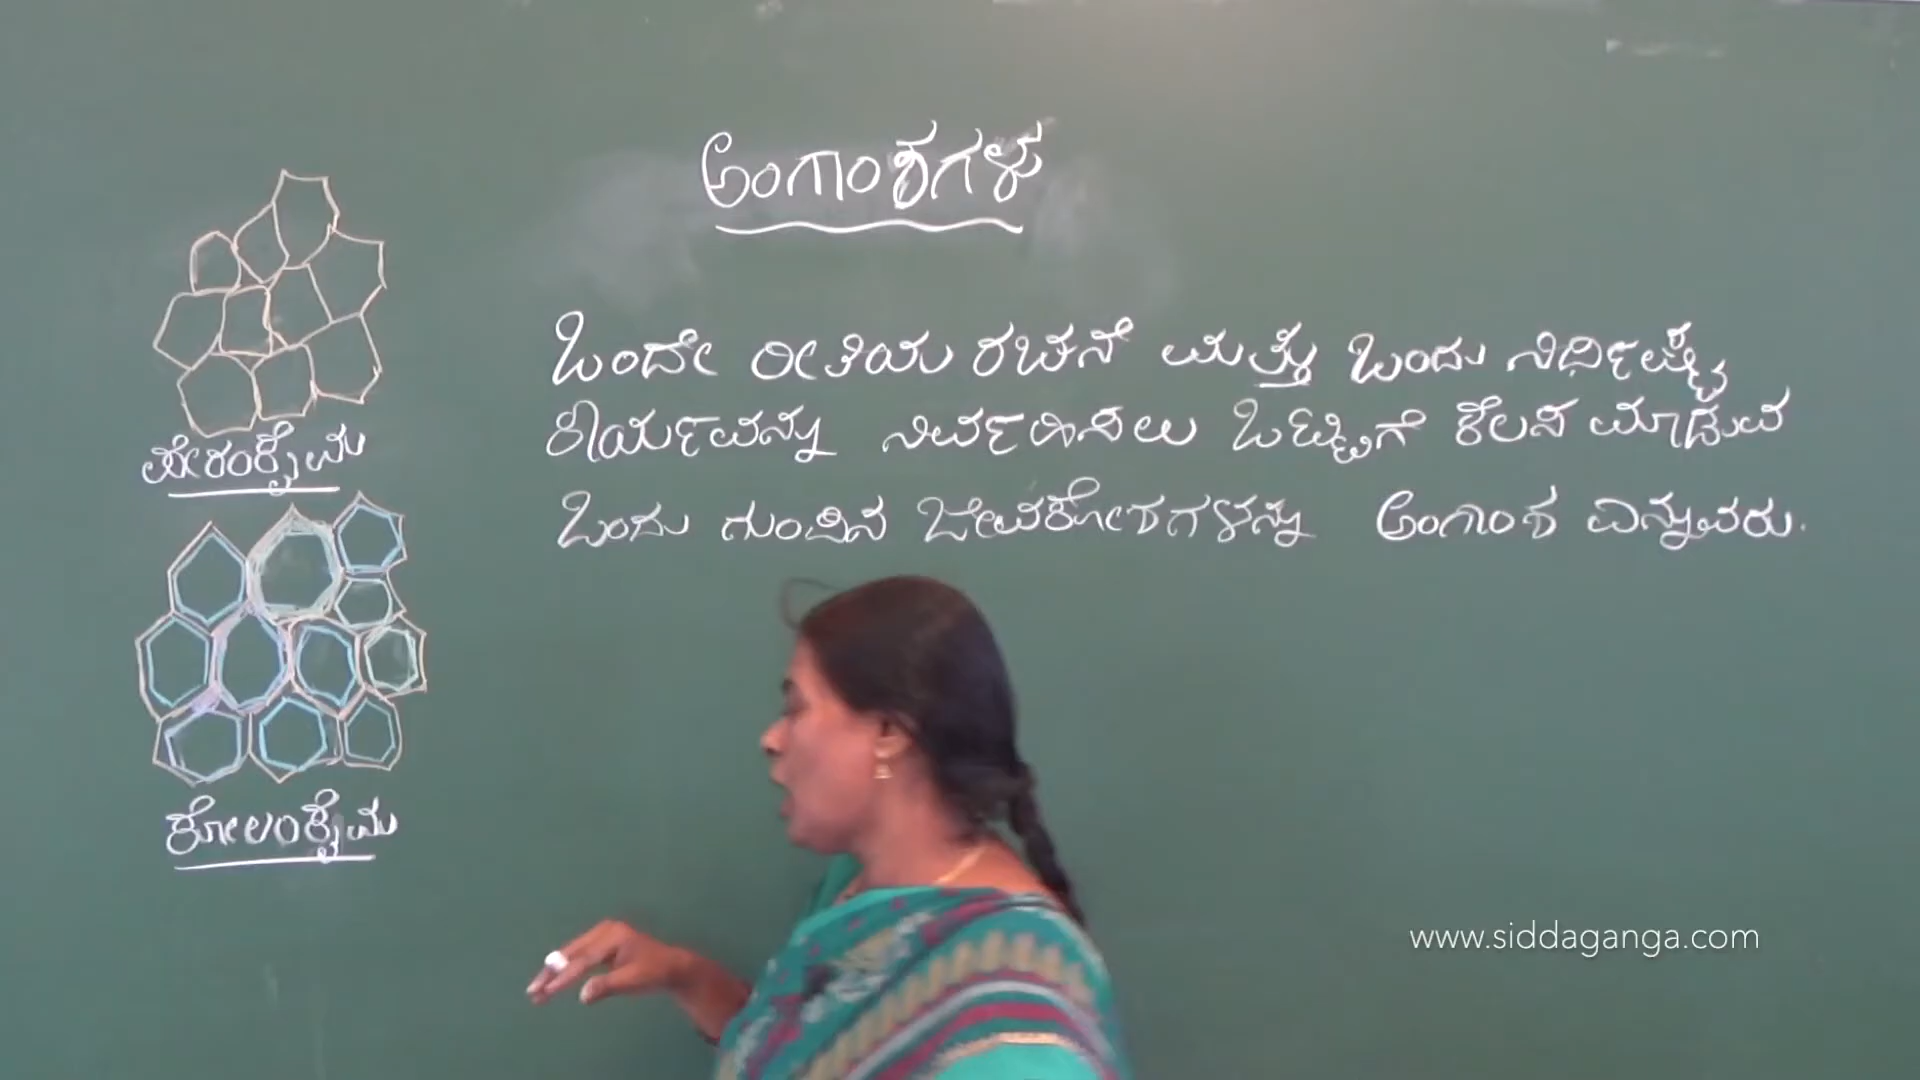 ಅಂಗಾಂಶಗಳು
ಒಂದೇ ರೀತಿಯ ರಚನೆ ಮತ್ತು ಒಂದು ನಿರ್ಧಿಷ್ಟ
ಕಾರ್ಯವನ್ನು ನಿರ್ವಹಿಸಲು ಒಟ್ಟಿಗೆ ಕೆಲಸ ಮಾಡುವ
ಒಂದು ಗುಂಪಿನ ಜೀವಕೋಶಗಳನ್ನು ಅಂಗಾಂಶ ಎನ್ನುವರು.
ಪೇರಂಕೈಮ
ಕೋಲಂಕೈಮ
www.siddaganga.com